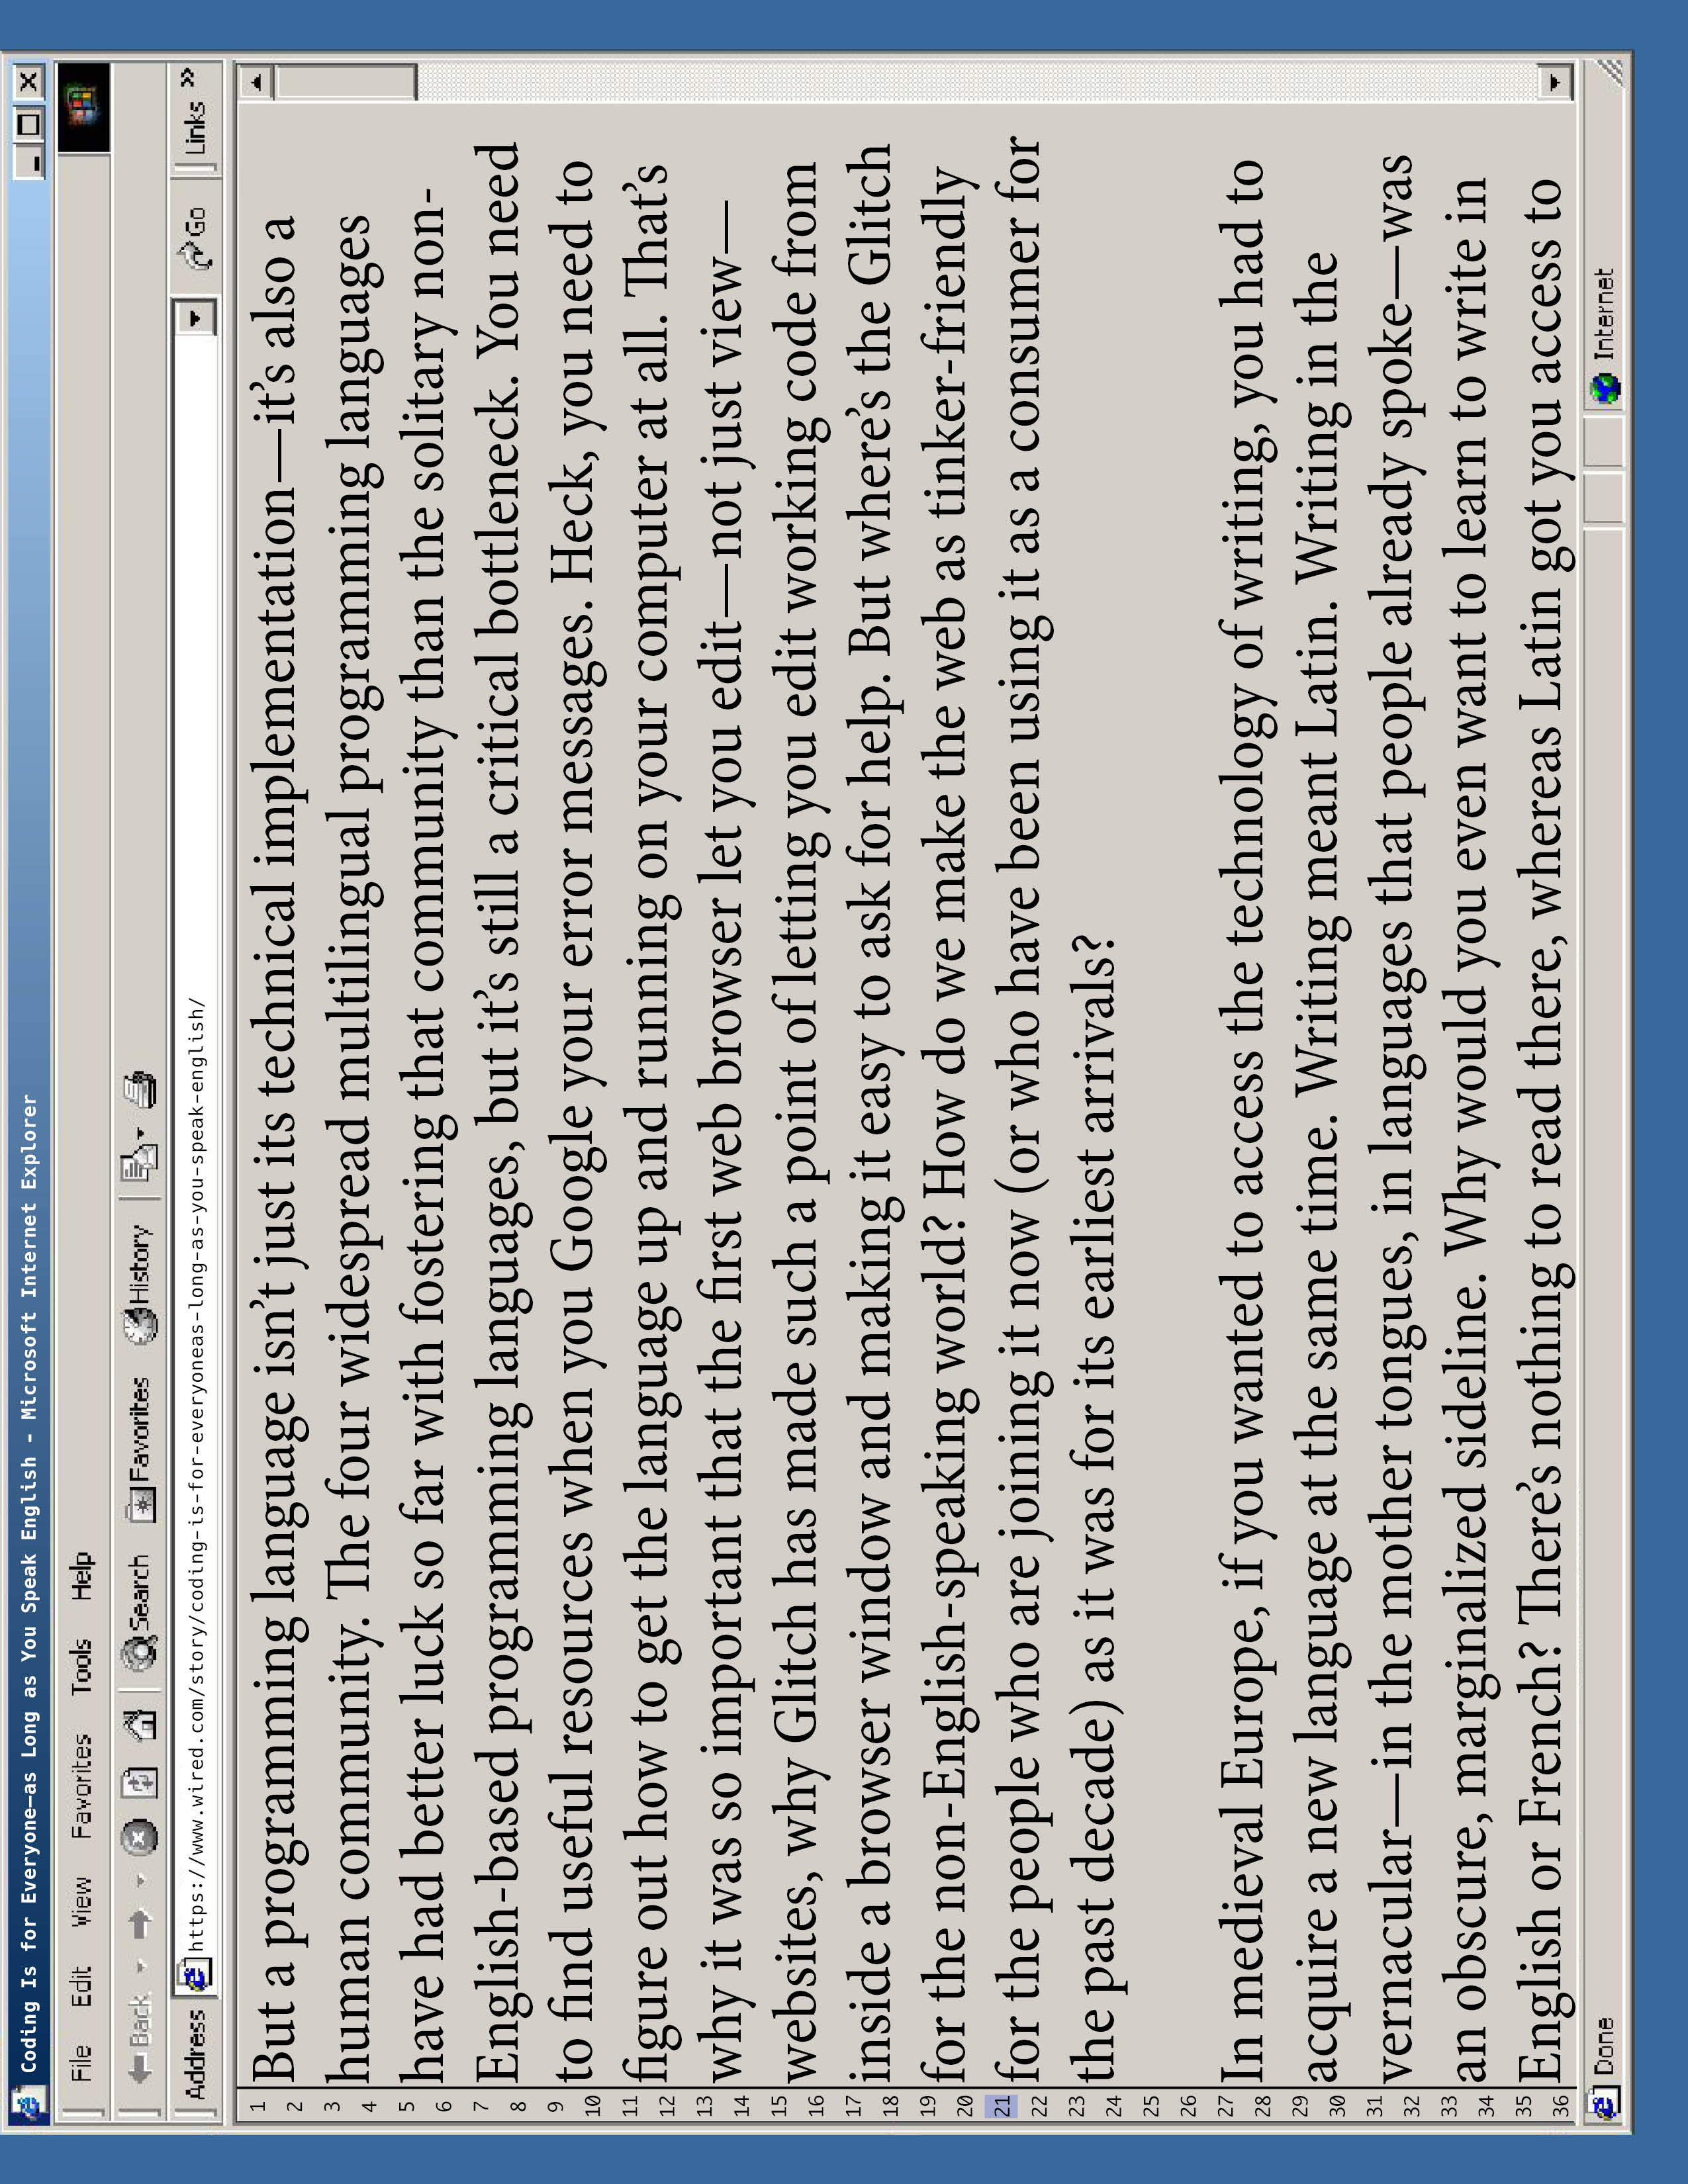 Coding Is for Everyone—as Long as You Speak English - Microsoft Internet Explorer
File Edit View Favorites Tools Help
Back Search Favorites History
Address https://www.wired.com/story/coding-is-for-everyoneas-long-as-you-speak-english/ Go Links »
1
2
3
4
5
6
7
8
9
10
11
12
13
14
15
16
17
18
19
20
21
22
23
24
25
26
27
28
29
30
31
32
33
34
35
36
But a programming language isn’t just its technical implementation—it’s also a
human community. The four widespread multilingual programming languages
have had better luck so far with fostering that community than the solitary non-
English-based programming languages, but it’s still a critical bottleneck. You need
to find useful resources when you Google your error messages. Heck, you need to
figure out how to get the language up and running on your computer at all. That’s
why it was so important that the first web browser let you edit—not just view—
websites, why Glitch has made such a point of letting you edit working code from
inside a browser window and making it easy to ask for help. But where’s the Glitch
for the non-English-speaking world? How do we make the web as tinker-friendly
for the people who are joining it now (or who have been using it as a consumer for
the past decade) as it was for its earliest arrivals?
In medieval Europe, if you wanted to access the technology of writing, you had to
acquire a new language at the same time. Writing meant Latin. Writing in the
vernacular—in the mother tongues, in languages that people already spoke—was
an obscure, marginalized sideline. Why would you even want to learn to write in
English or French? There’s nothing to read there, whereas Latin got you access to
Done Internet